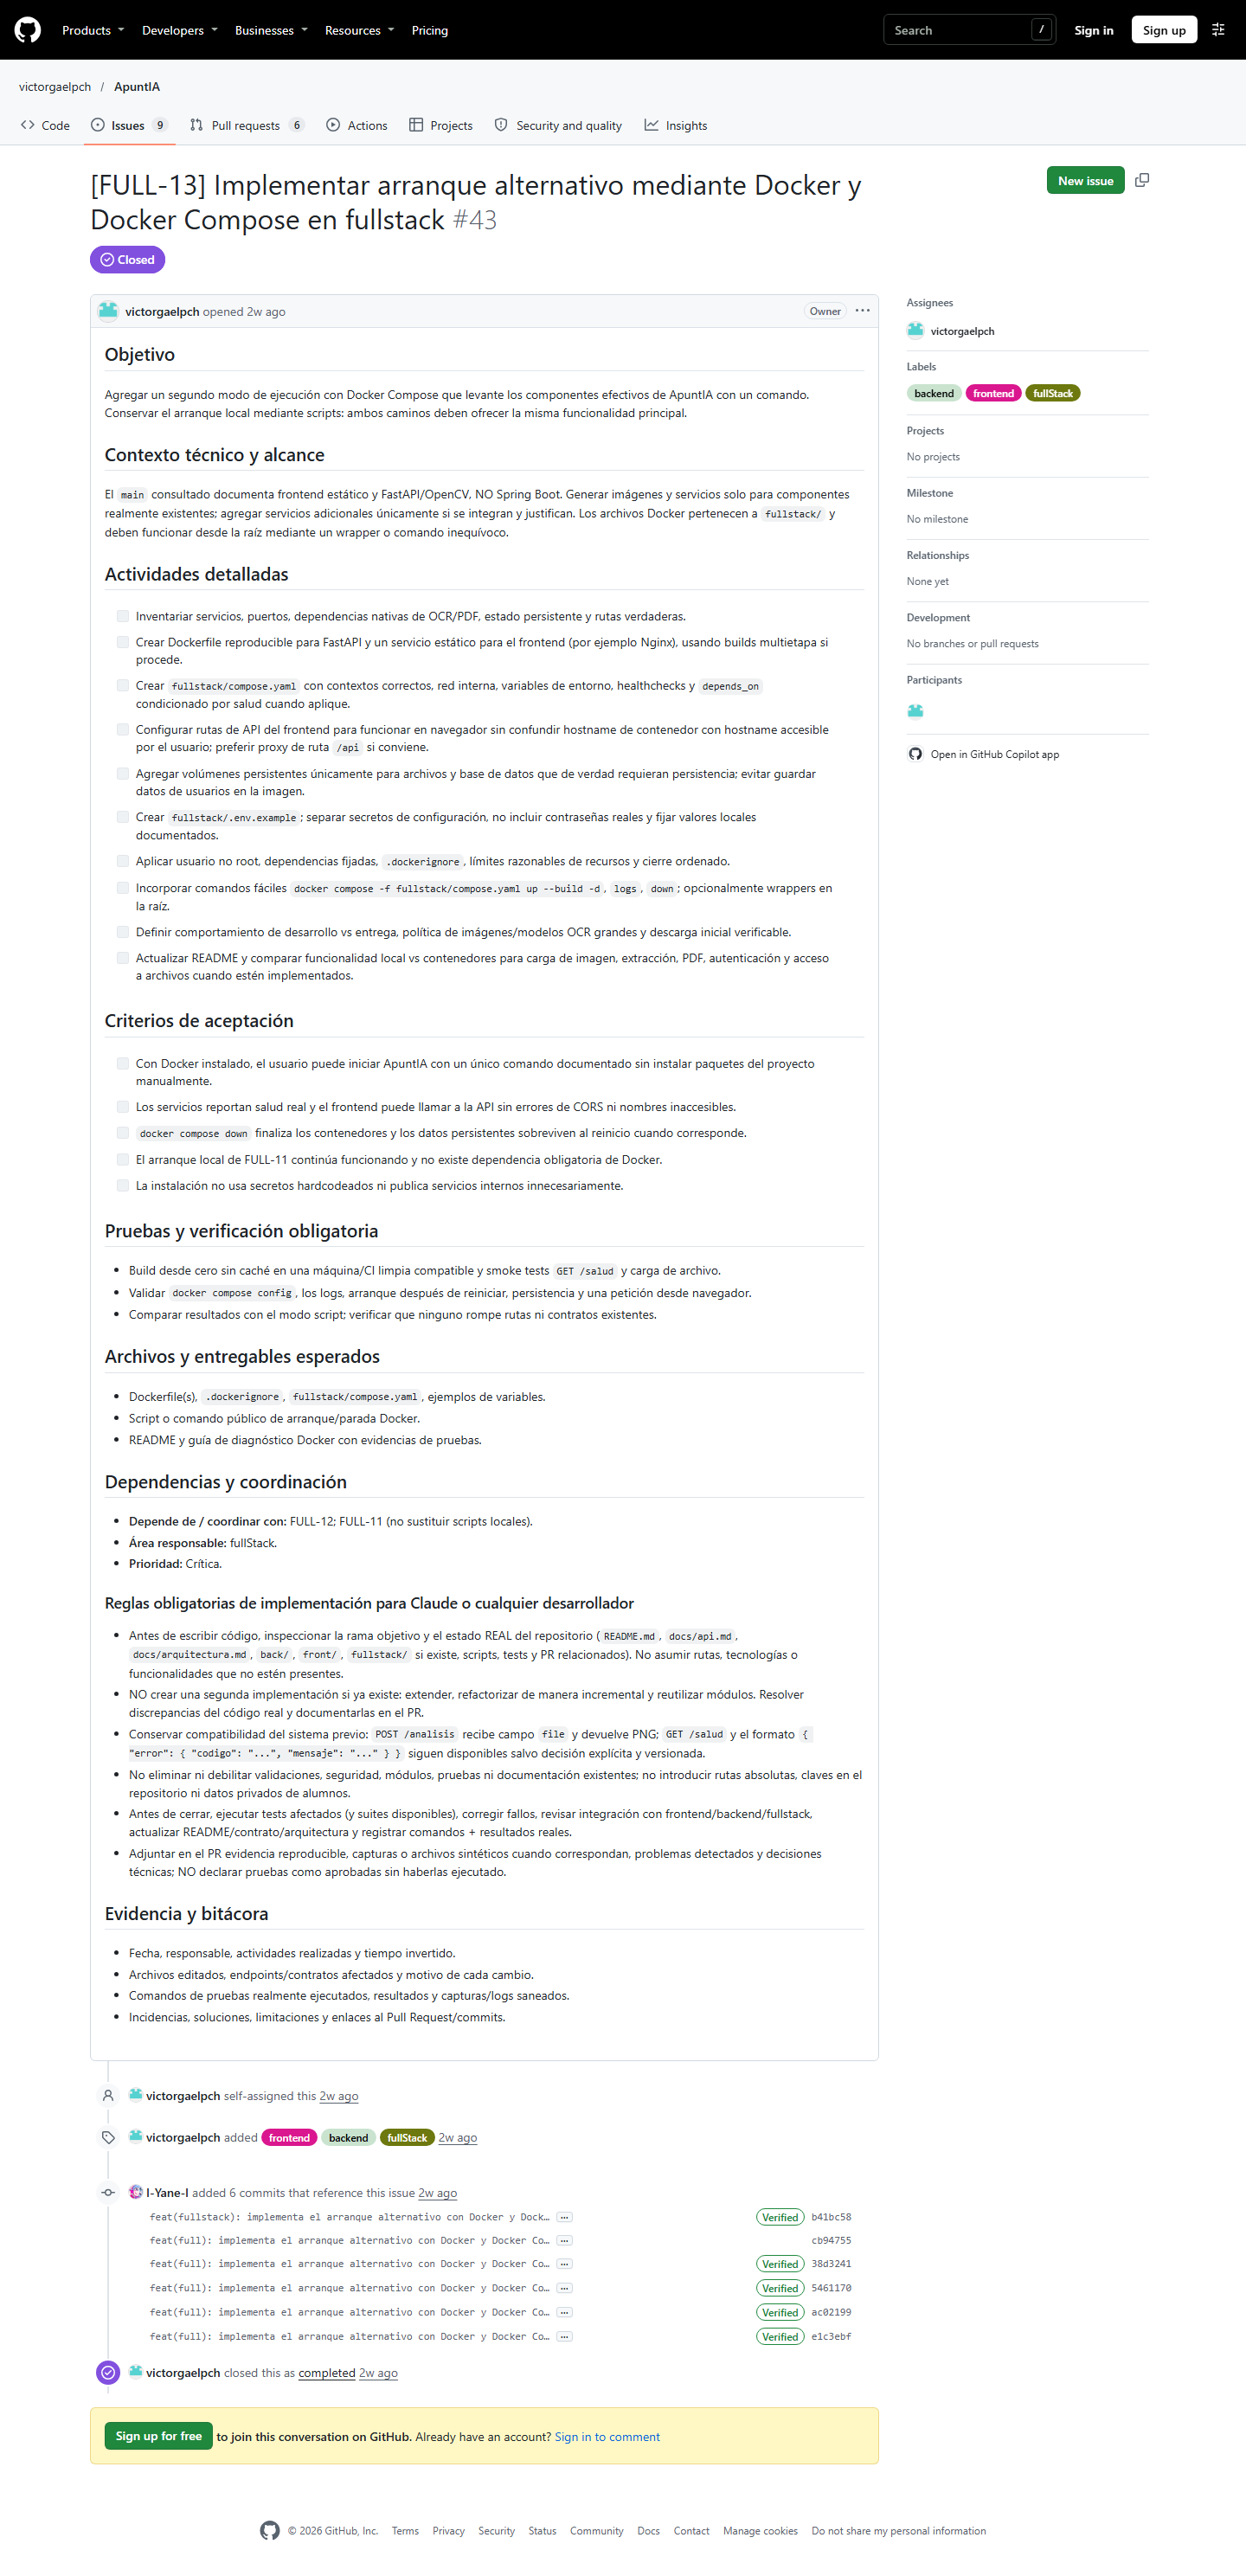 Products
Developers
Businesses
Resources
Pricing
Search
/
Sign in
Sign up
victorgaelpch / ApuntIA
Code
Issues 9
Pull requests 6
Actions
Projects
Security and quality
Insights
[FULL-13] Implementar arranque alternativo mediante Docker y
Docker Compose en fullstack #43
New issue
Closed
victorgaelpch opened 2w ago
Owner
Objetivo
Agregar un segundo modo de ejecución con Docker Compose que levante los componentes efectivos de ApuntIA con un comando.
Conservar el arranque local mediante scripts: ambos caminos deben ofrecer la misma funcionalidad principal.
Contexto técnico y alcance
El main consultado documenta frontend estático y FastAPI/OpenCV, NO Spring Boot. Generar imágenes y servicios solo para componentes
realmente existentes; agregar servicios adicionales únicamente si se integran y justifican. Los archivos Docker pertenecen a fullstack/ y
deben funcionar desde la raíz mediante un wrapper o comando inequívoco.
Actividades detalladas
Inventariar servicios, puertos, dependencias nativas de OCR/PDF, estado persistente y rutas verdaderas.
Crear Dockerfile reproducible para FastAPI y un servicio estático para el frontend (por ejemplo Nginx), usando builds multietapa si
procede.
Crear fullstack/compose.yaml con contextos correctos, red interna, variables de entorno, healthchecks y depends_on
condicionado por salud cuando aplique.
Configurar rutas de API del frontend para funcionar en navegador sin confundir hostname de contenedor con hostname accesible
por el usuario; preferir proxy de ruta /api si conviene.
Agregar volúmenes persistentes únicamente para archivos y base de datos que de verdad requieran persistencia; evitar guardar
datos de usuarios en la imagen.
Crear fullstack/.env.example; separar secretos de configuración, no incluir contraseñas reales y fijar valores locales
documentados.
Aplicar usuario no root, dependencias fijadas, .dockerignore, límites razonables de recursos y cierre ordenado.
Incorporar comandos fáciles docker compose -f fullstack/compose.yaml up --build -d, logs, down; opcionalmente wrappers en
la raíz.
Definir comportamiento de desarrollo vs entrega, política de imágenes/modelos OCR grandes y descarga inicial verificable.
Actualizar README y comparar funcionalidad local vs contenedores para carga de imagen, extracción, PDF, autenticación y acceso
a archivos cuando estén implementados.
Criterios de aceptación
Con Docker instalado, el usuario puede iniciar ApuntIA con un único comando documentado sin instalar paquetes del proyecto
manualmente.
Los servicios reportan salud real y el frontend puede llamar a la API sin errores de CORS ni nombres inaccesibles.
docker compose down finaliza los contenedores y los datos persistentes sobreviven al reinicio cuando corresponde.
El arranque local de FULL-11 continúa funcionando y no existe dependencia obligatoria de Docker.
La instalación no usa secretos hardcodeados ni publica servicios internos innecesariamente.
Pruebas y verificación obligatoria
Build desde cero sin caché en una máquina/CI limpia compatible y smoke tests GET /salud y carga de archivo.
Validar docker compose config, los logs, arranque después de reiniciar, persistencia y una petición desde navegador.
Comparar resultados con el modo script; verificar que ninguno rompe rutas ni contratos existentes.
Archivos y entregables esperados
Dockerfile(s), .dockerignore, fullstack/compose.yaml, ejemplos de variables.
Script o comando público de arranque/parada Docker.
README y guía de diagnóstico Docker con evidencias de pruebas.
Dependencias y coordinación
Depende de / coordinar con: FULL-12; FULL-11 (no sustituir scripts locales).
Área responsable: fullStack.
Prioridad: Crítica.
Reglas obligatorias de implementación para Claude o cualquier desarrollador
Antes de escribir código, inspeccionar la rama objetivo y el estado REAL del repositorio (README.md, docs/api.md,
docs/arquitectura.md, back/, front/, fullstack/ si existe, scripts, tests y PR relacionados). No asumir rutas, tecnologías o
funcionalidades que no estén presentes.
NO crear una segunda implementación si ya existe: extender, refactorizar de manera incremental y reutilizar módulos. Resolver
discrepancias del código real y documentarlas en el PR.
Conservar compatibilidad del sistema previo: POST /analisis recibe campo file y devuelve PNG; GET /salud y el formato {
"error": { "codigo": "...", "mensaje": "..." } } siguen disponibles salvo decisión explícita y versionada.
No eliminar ni debilitar validaciones, seguridad, módulos, pruebas ni documentación existentes; no introducir rutas absolutas, claves en el
repositorio ni datos privados de alumnos.
Antes de cerrar, ejecutar tests afectados (y suites disponibles), corregir fallos, revisar integración con frontend/backend/fullstack,
actualizar README/contrato/arquitectura y registrar comandos + resultados reales.
Adjuntar en el PR evidencia reproducible, capturas o archivos sintéticos cuando correspondan, problemas detectados y decisiones
técnicas; NO declarar pruebas como aprobadas sin haberlas ejecutado.
Evidencia y bitácora
Fecha, responsable, actividades realizadas y tiempo invertido.
Archivos editados, endpoints/contratos afectados y motivo de cada cambio.
Comandos de pruebas realmente ejecutados, resultados y capturas/logs saneados.
Incidencias, soluciones, limitaciones y enlaces al Pull Request/commits.
Assignees
victorgaelpch
Labels
backend frontend fullStack
Projects
No projects
Milestone
No milestone
Relationships
None yet
Development
No branches or pull requests
Participants
Open in GitHub Copilot app
victorgaelpch self-assigned this 2w ago
victorgaelpch added frontend backend fullStack 2w ago
I-Yane-I added 6 commits that reference this issue 2w ago
feat(fullstack): implementa el arranque alternativo con Docker y Dock… ... Verified b41bc58
feat(full): implementa el arranque alternativo con Docker y Docker Co… ... cb94755
feat(full): implementa el arranque alternativo con Docker y Docker Co… ... Verified 38d3241
feat(full): implementa el arranque alternativo con Docker y Docker Co… ... Verified 5461170
feat(full): implementa el arranque alternativo con Docker y Docker Co… ... Verified ac02199
feat(full): implementa el arranque alternativo con Docker y Docker Co… ... Verified e1c3ebf
victorgaelpch closed this as completed 2w ago
Sign up for free to join this conversation on GitHub. Already have an account? Sign in to comment
© 2026 GitHub, Inc. Terms Privacy Security Status Community Docs Contact Manage cookies Do not share my personal information